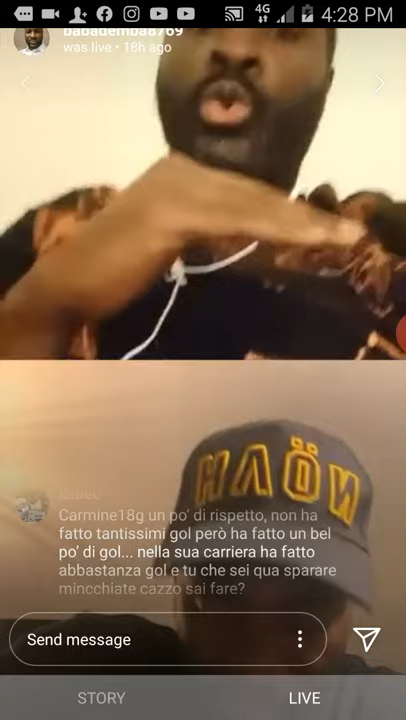 4G
4:28 PM
babademba8769
was live • 18h ago
HΛÖW
Carmine18g un po' di rispetto, non ha
fatto tantissimi gol però ha fatto un bel
po' di gol... nella sua carriera ha fatto
abbastanza gol e tu che sei qua sparare
mincchiate cazzo sai fare?
Send message
STORY
LIVE